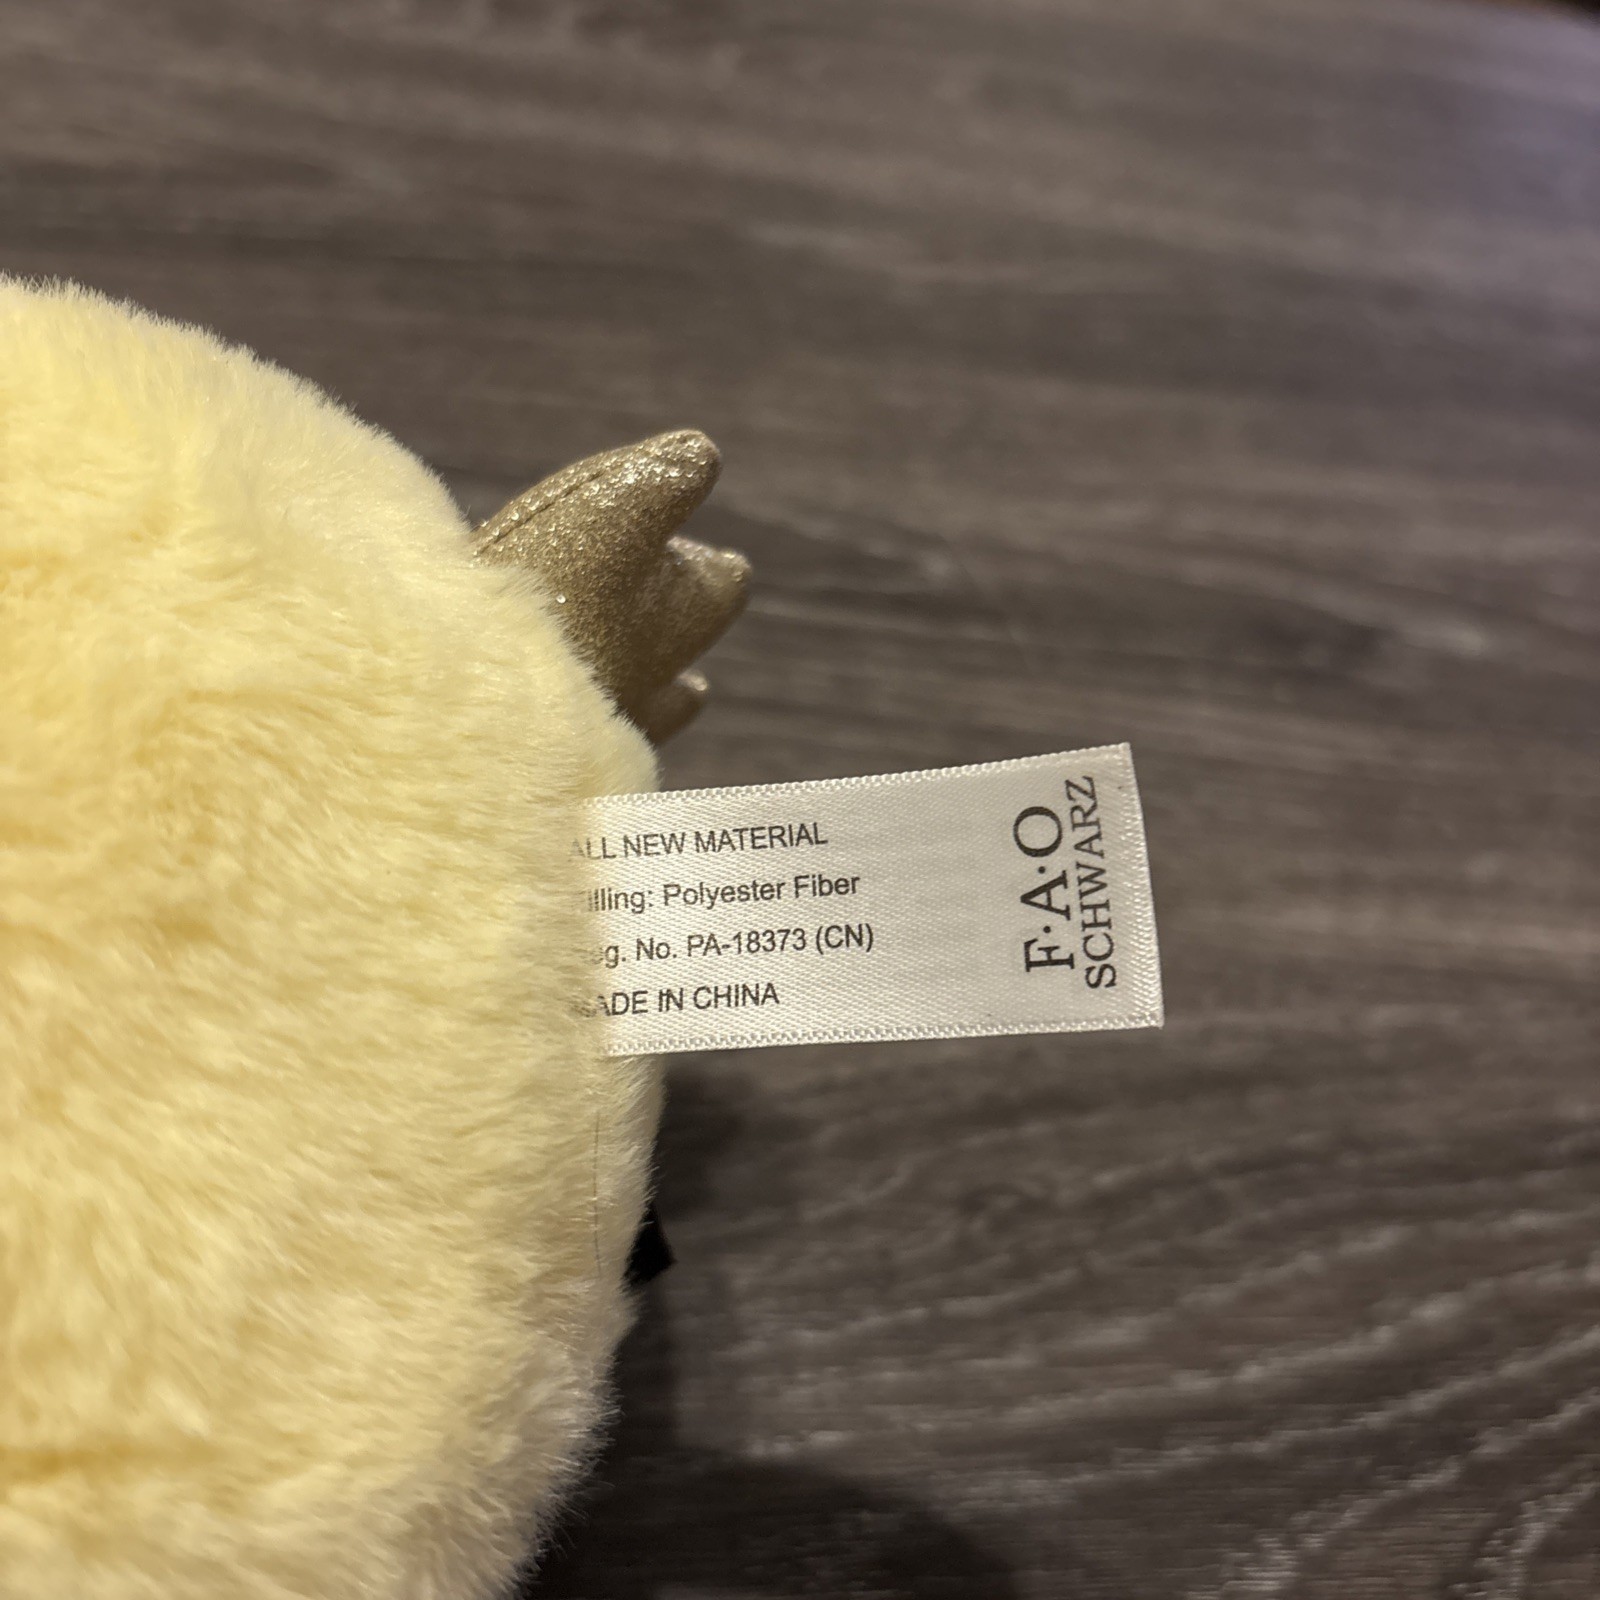 ALL NEW MATERIAL
illing: Polyester Fiber
g. No. PA-18373 (CN)
ADE IN CHINA
F·A·O
SCHWARZ